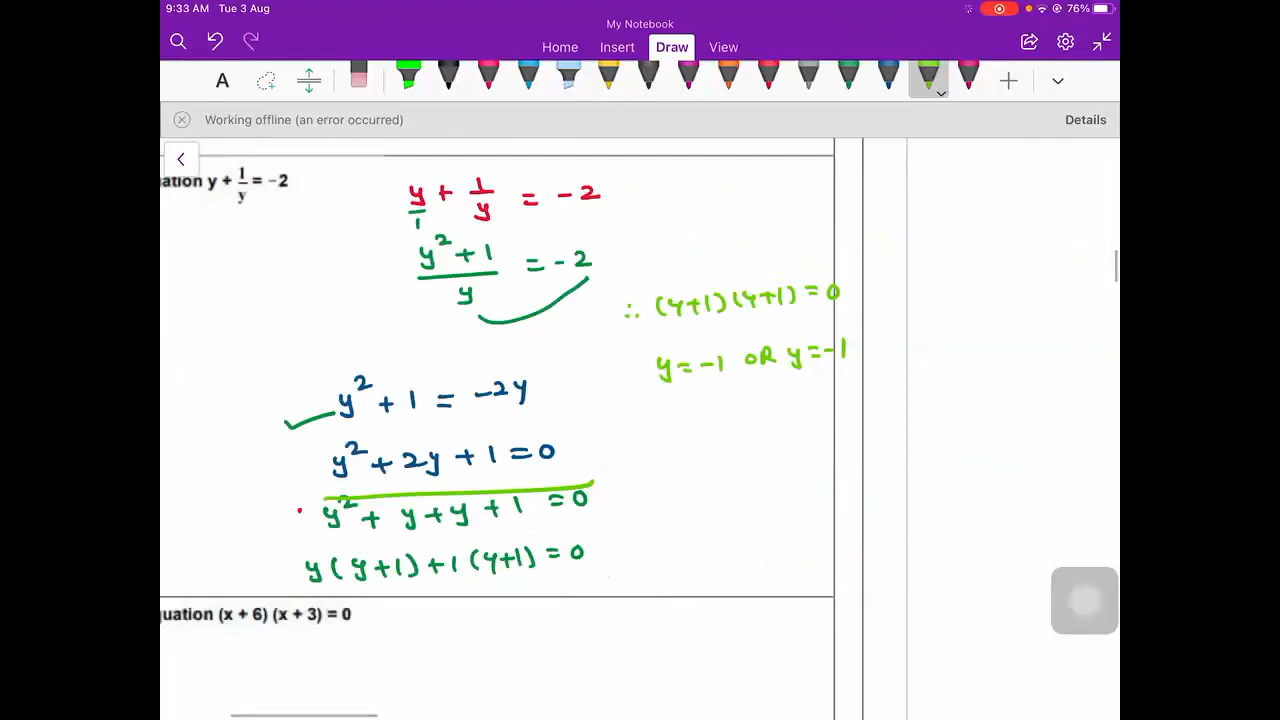 9:33 AM Tue 3 Aug
76%
My Notebook
Home Insert Draw View
A
Working offline (an error occurred)
Details
ation y + 1/y = -2
y/1 + 1/y = -2
y² + 1 / y = -2
∴ (y+1)(y+1) = 0
y = -1 OR y = -1
y² + 1 = -2y
y² + 2y + 1 = 0
y² + y + y + 1 = 0
y(y+1) + 1(y+1) = 0
uation (x + 6) (x + 3) = 0